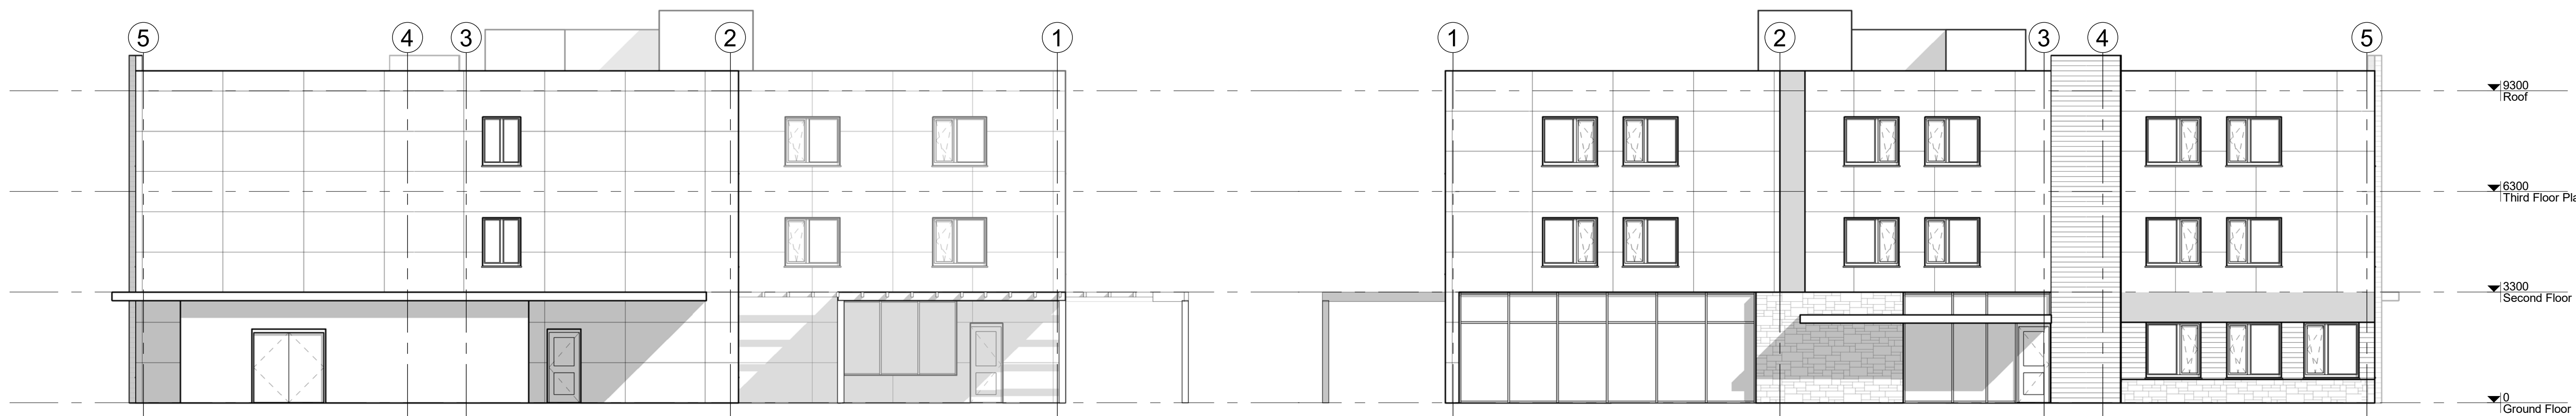 5 4 3 2 1 1 2 3 4 5
9300
Roof
6300
Third Floor Pla
3300
Second Floor
0
Ground Floor